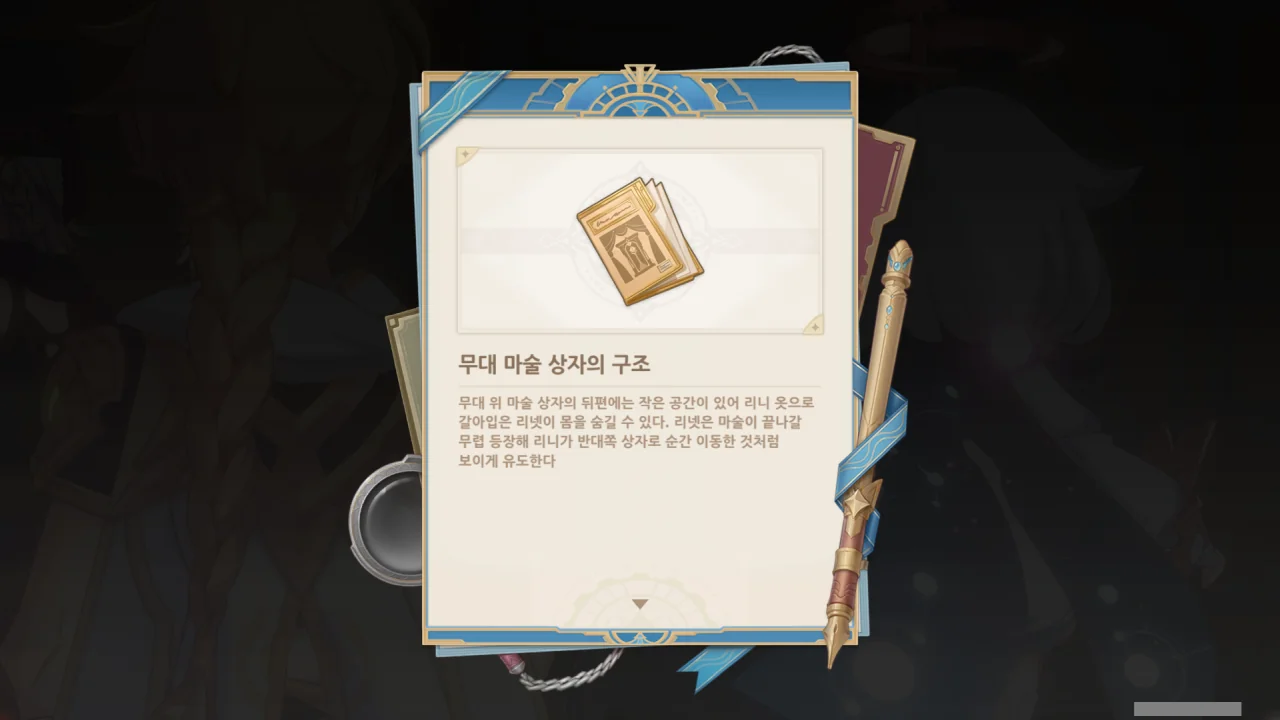 무대 마술 상자의 구조
무대 위 마술 상자의 뒤편에는 작은 공간이 있어 리니 옷으로
갈아입은 리넷이 몸을 숨길 수 있다. 리넷은 마술이 끝나갈
무렵 등장해 리니가 반대쪽 상자로 순간 이동한 것처럼
보이게 유도한다